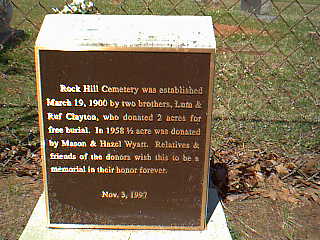 Rock Hill Cemetery was established
March 19, 1900 by two brothers, Lum &
Ruf Clayton, who donated 2 acres for
free burial. In 1958 ½ acre was donated
by Mason & Hazel Wyatt. Relatives &
friends of the donors wish this to be a
memorial in their honor forever.
Nov. 3, 1997